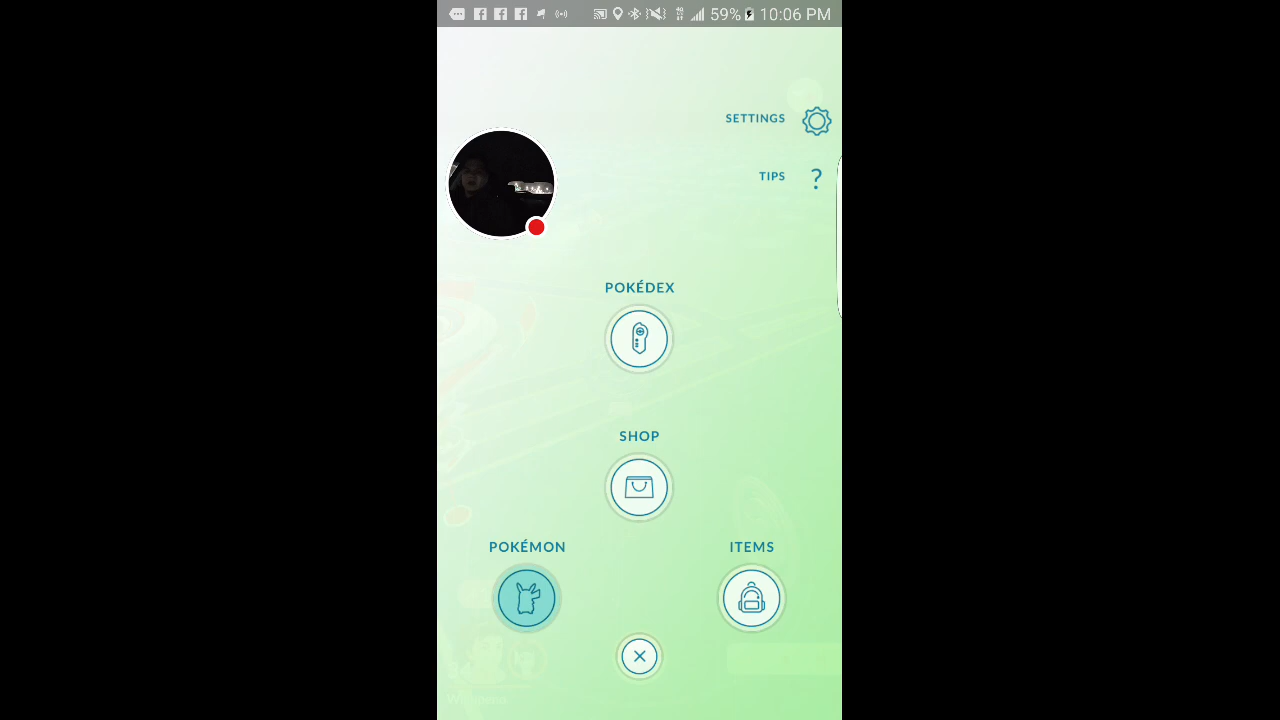 59% 10:06 PM
SETTINGS
TIPS
?
POKÉDEX
SHOP
POKÉMON
ITEMS